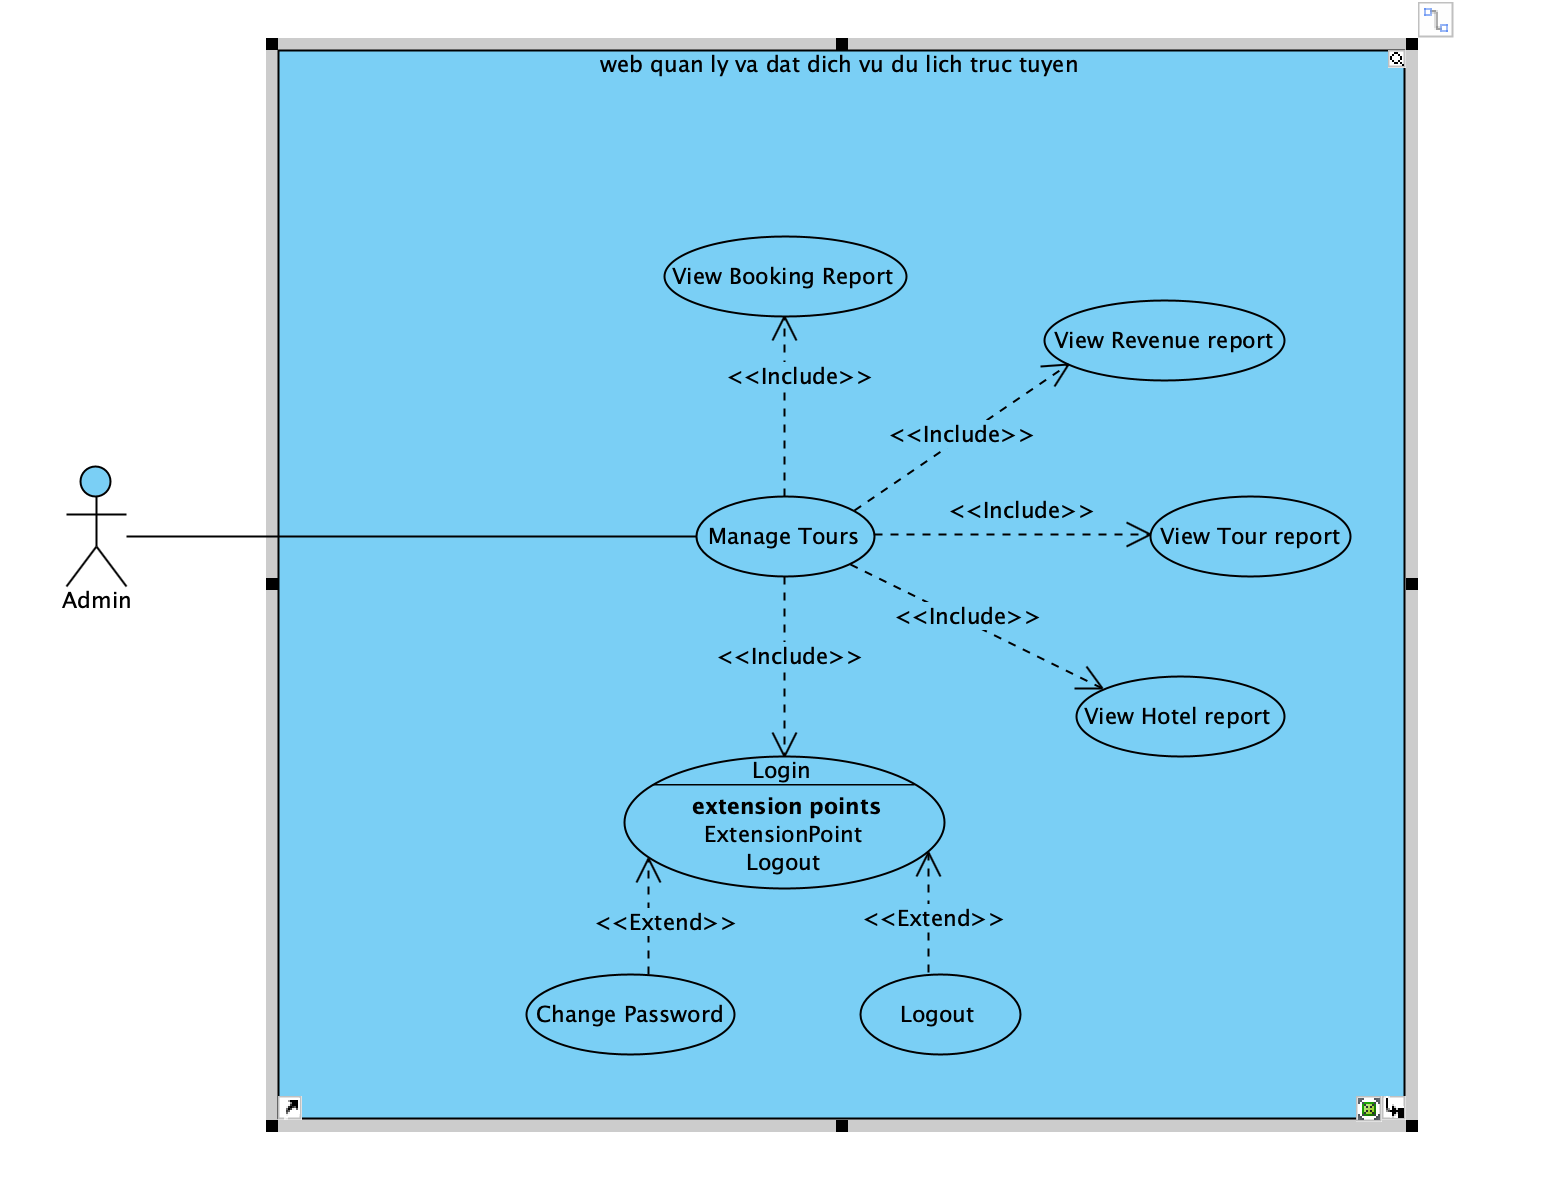 web quan ly va dat dich vu du lich truc tuyen
View Booking Report
View Revenue report
<<Include>>
<<Include>>
<<Include>>
Manage Tours
View Tour report
Admin
<<Include>>
<<Include>>
View Hotel report
Login
extension points
ExtensionPoint
Logout
<<Extend>>
<<Extend>>
Change Password
Logout